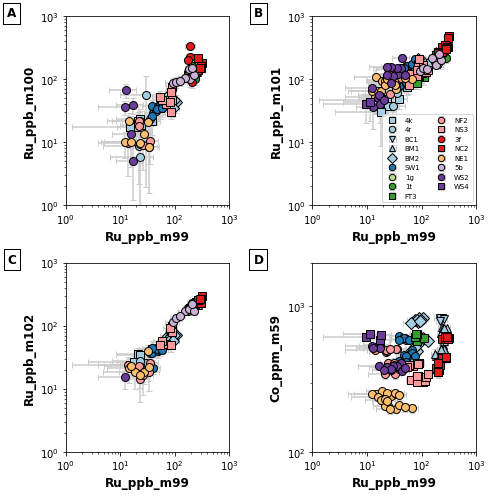 A
B
10³
10²
10¹
10⁰
Ru_ppb_m100
10⁰ 10¹ 10² 10³
Ru_ppb_m99
10³
10²
10¹
10⁰
Ru_ppb_m101
4k
4r
BC1
BM1
BM2
SW1
1g
1t
FT3
NF2
NS3
3f
NC2
NE1
5b
WS2
WS4
10⁰ 10¹ 10² 10³
Ru_ppb_m99
C
D
10³
10²
10¹
10⁰
Ru_ppb_m102
10⁰ 10¹ 10² 10³
Ru_ppb_m99
10³
10²
Co_ppm_m59
10⁰ 10¹ 10² 10³
Ru_ppb_m99